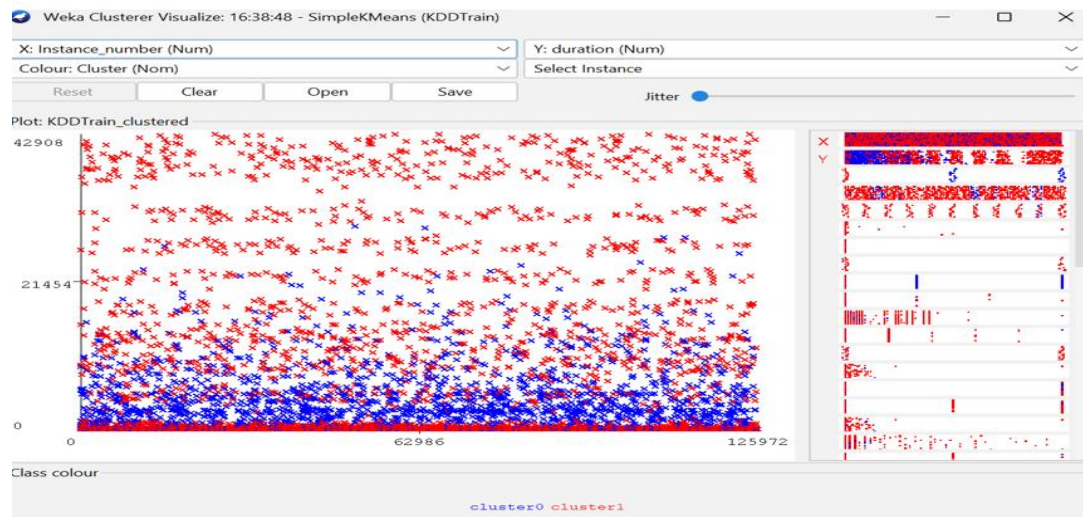 Weka Clusterer Visualize: 16:38:48 - SimpleKMeans (KDDTrain)
X: Instance_number (Num)
Y: duration (Num)
Colour: Cluster (Nom)
Select Instance
Reset
Clear
Open
Save
Jitter
Plot: KDDTrain_clustered
42908
21454
0
0
62986
125972
X
Y
Class colour
cluster0 cluster1